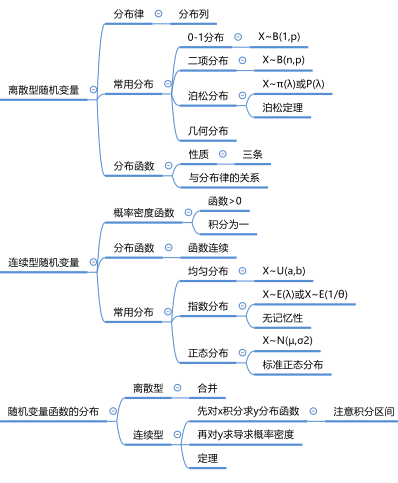 分布律
分布列
离散型随机变量
常用分布
0-1分布
X~B(1,p)
二项分布
X~B(n,p)
泊松分布
X~π(λ)或P(λ)
泊松定理
几何分布
分布函数
性质
三条
与分布律的关系
连续型随机变量
概率密度函数
函数>0
积分为一
分布函数
函数连续
常用分布
均匀分布
X~U(a,b)
指数分布
X~E(λ)或X~E(1/θ)
无记忆性
正态分布
X~N(μ,σ2)
标准正态分布
随机变量函数的分布
离散型
合并
连续型
先对x积分求y分布函数
注意积分区间
再对y求导求概率密度
定理